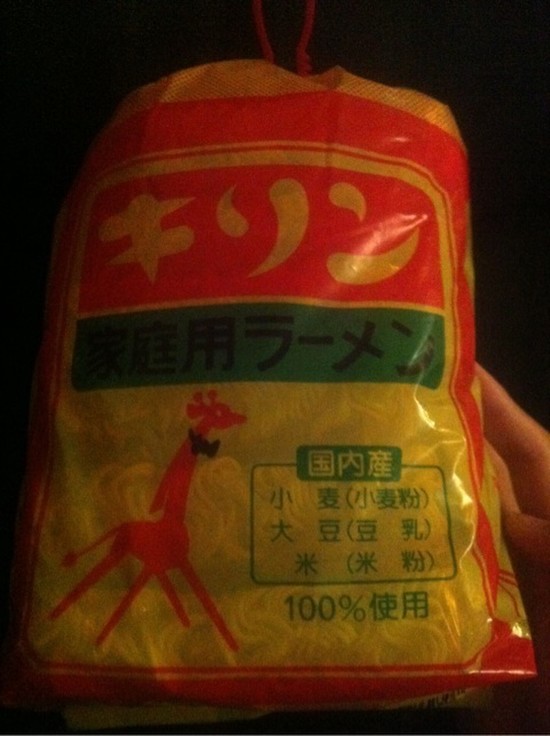 キリン
家庭用ラーメン
国内産
小 麦(小麦粉)
大 豆(豆 乳)
米 (米 粉)
100%使用